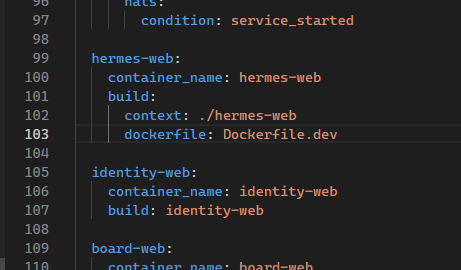 96 nats:
97 condition: service_started
98
99 hermes-web:
100 container_name: hermes-web
101 build:
102 context: ./hermes-web
103 dockerfile: Dockerfile.dev
104
105 identity-web:
106 container_name: identity-web
107 build: identity-web
108
109 board-web:
110 container_name: board-web